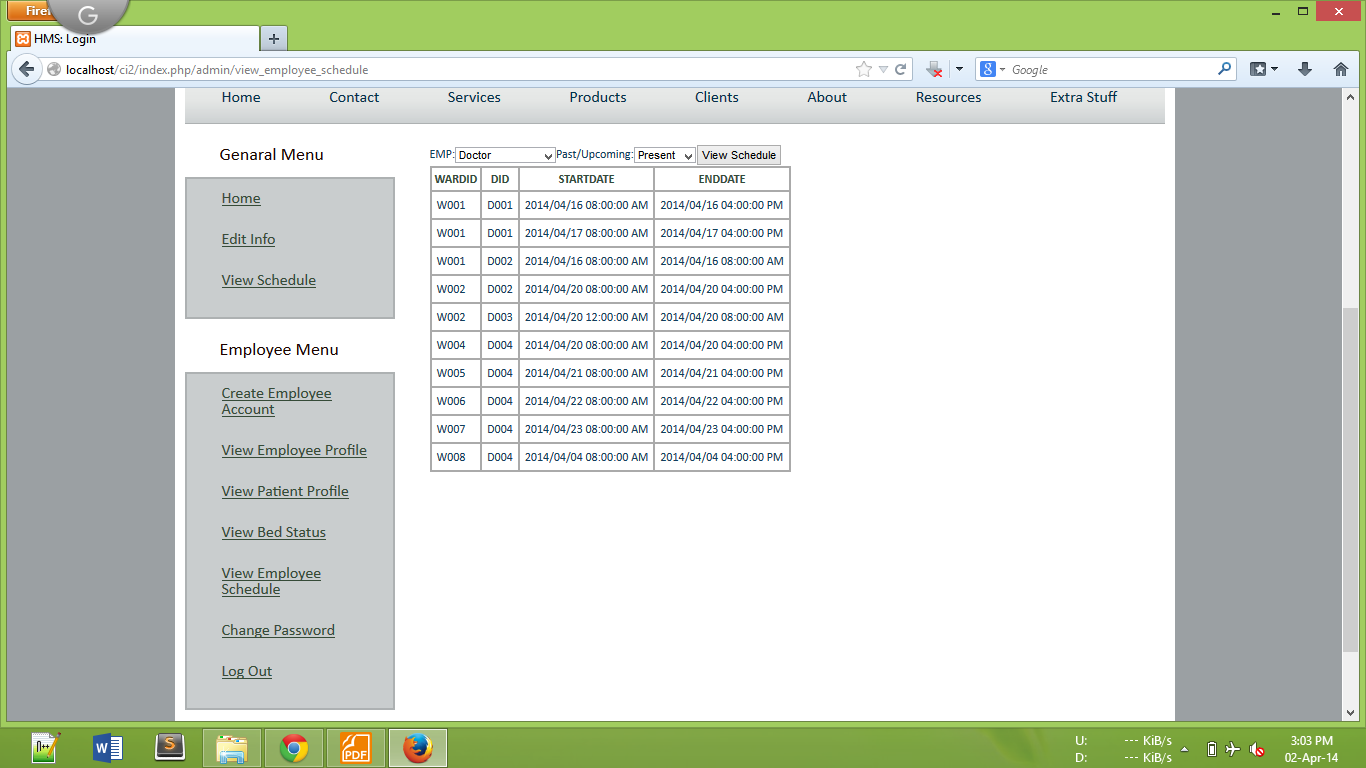 Firef
G
HMS: Login
localhost/ci2/index.php/admin/view_employee_schedule
Google
Home Contact Services Products Clients About Resources Extra Stuff
Genaral Menu
Home
Edit Info
View Schedule
Employee Menu
Create Employee
Account
View Employee Profile
View Patient Profile
View Bed Status
View Employee
Schedule
Change Password
Log Out
EMP: Doctor Past/Upcoming: Present View Schedule
WARDID DID STARTDATE ENDDATE
W001 D001 2014/04/16 08:00:00 AM 2014/04/16 04:00:00 PM
W001 D001 2014/04/17 08:00:00 AM 2014/04/17 04:00:00 PM
W001 D002 2014/04/16 08:00:00 AM 2014/04/16 08:00:00 AM
W002 D002 2014/04/20 08:00:00 AM 2014/04/20 04:00:00 PM
W002 D003 2014/04/20 12:00:00 AM 2014/04/20 08:00:00 AM
W004 D004 2014/04/20 08:00:00 AM 2014/04/20 04:00:00 PM
W005 D004 2014/04/21 08:00:00 AM 2014/04/21 04:00:00 PM
W006 D004 2014/04/22 08:00:00 AM 2014/04/22 04:00:00 PM
W007 D004 2014/04/23 08:00:00 AM 2014/04/23 04:00:00 PM
W008 D004 2014/04/04 08:00:00 AM 2014/04/04 04:00:00 PM
U: --- KiB/s
D: --- KiB/s
3:03 PM
02-Apr-14